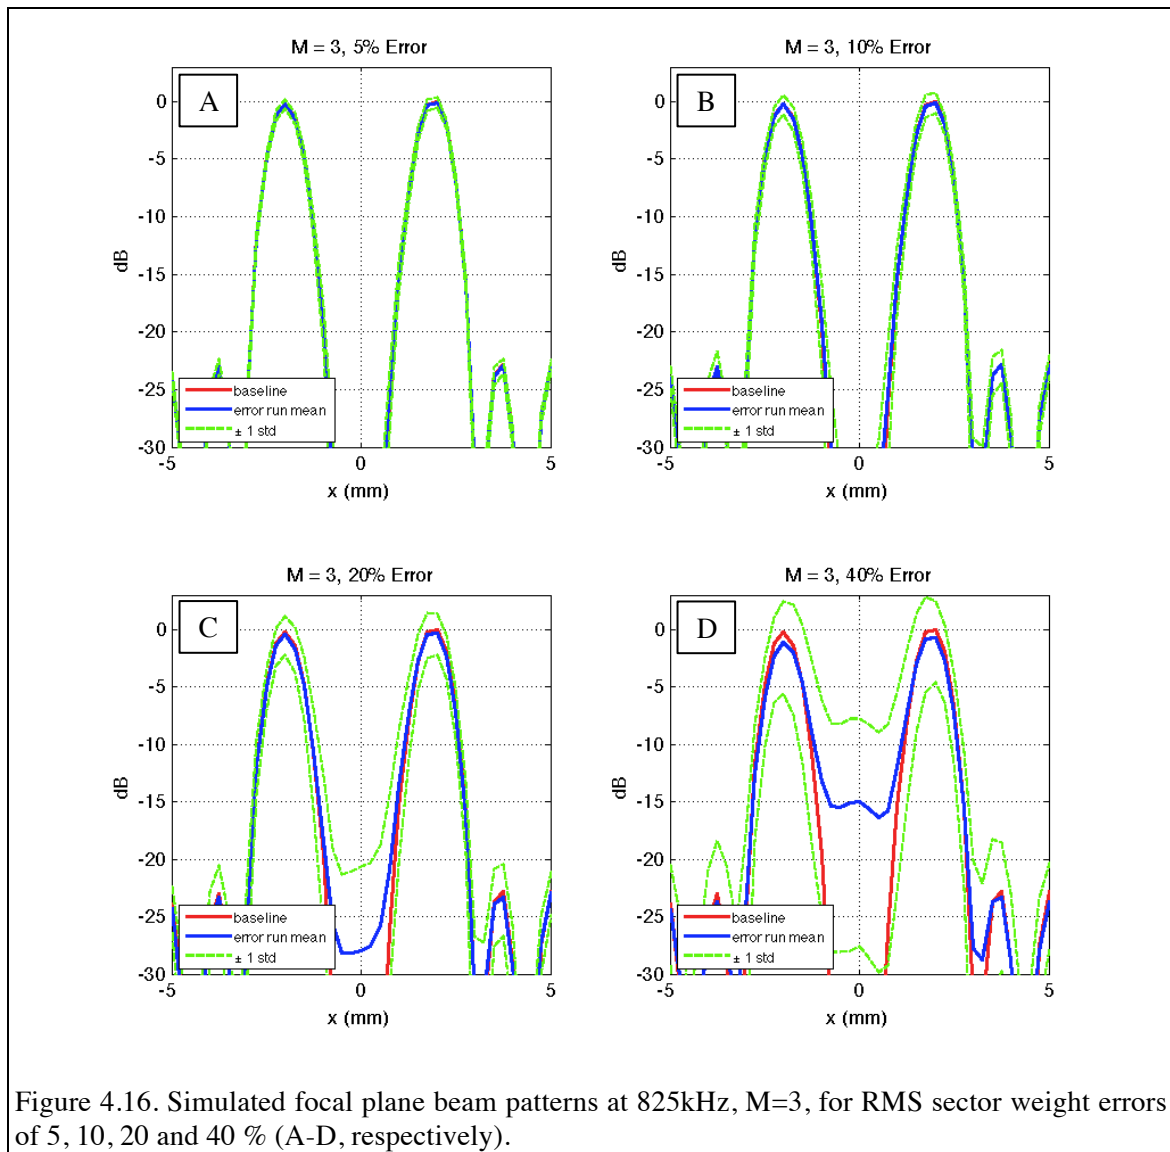 M = 3, 5% Error
A
0
-5
-10
-15
-20
-25
-30
dB
baseline
error run mean
± 1 std
-5 0 5
x (mm)
M = 3, 10% Error
B
0
-5
-10
-15
-20
-25
-30
dB
baseline
error run mean
± 1 std
-5 0 5
x (mm)
M = 3, 20% Error
C
0
-5
-10
-15
-20
-25
-30
dB
baseline
error run mean
± 1 std
-5 0 5
x (mm)
M = 3, 40% Error
D
0
-5
-10
-15
-20
-25
-30
dB
baseline
error run mean
± 1 std
-5 0 5
x (mm)
Figure 4.16. Simulated focal plane beam patterns at 825kHz, M=3, for RMS sector weight errors
of 5, 10, 20 and 40 % (A-D, respectively).